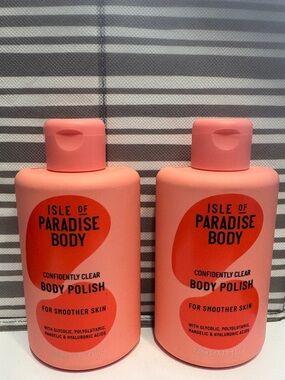 ISLE OF
PARADISE
BODY
CONFIDENTLY CLEAR
BODY POLISH
FOR SMOOTHER SKIN
WITH GLYCOLIC, POLYGLUTAMIC,
MANDELIC & HYALURONIC ACIDS
ISLE OF
PARADISE
BODY
CONFIDENTLY CLEAR
BODY POLISH
FOR SMOOTHER SKIN
WITH GLYCOLIC, POLYGLUTAMIC,
MANDELIC & HYALURONIC ACIDS